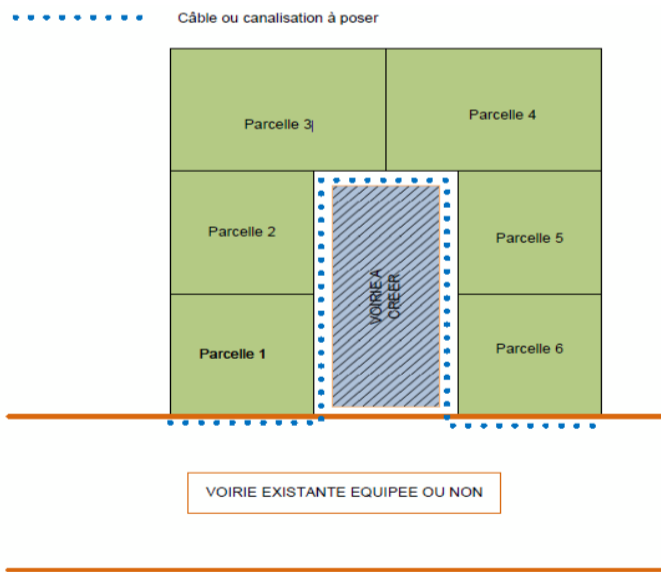 Câble ou canalisation à poser
Parcelle 3
Parcelle 4
Parcelle 2
Parcelle 5
VOIRIE A
CREER
Parcelle 1
Parcelle 6
VOIRIE EXISTANTE EQUIPEE OU NON